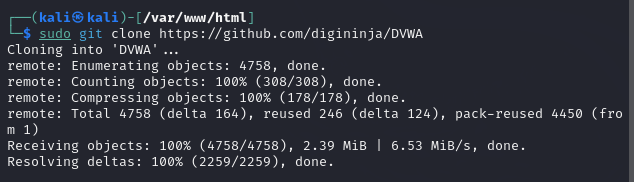 ┌──(kali㉿kali)-[/var/www/html]
└─$ sudo git clone https://github.com/digininja/DVWA
Cloning into 'DVWA'...
remote: Enumerating objects: 4758, done.
remote: Counting objects: 100% (308/308), done.
remote: Compressing objects: 100% (178/178), done.
remote: Total 4758 (delta 164), reused 246 (delta 124), pack-reused 4450 (fro
m 1)
Receiving objects: 100% (4758/4758), 2.39 MiB | 6.53 MiB/s, done.
Resolving deltas: 100% (2259/2259), done.